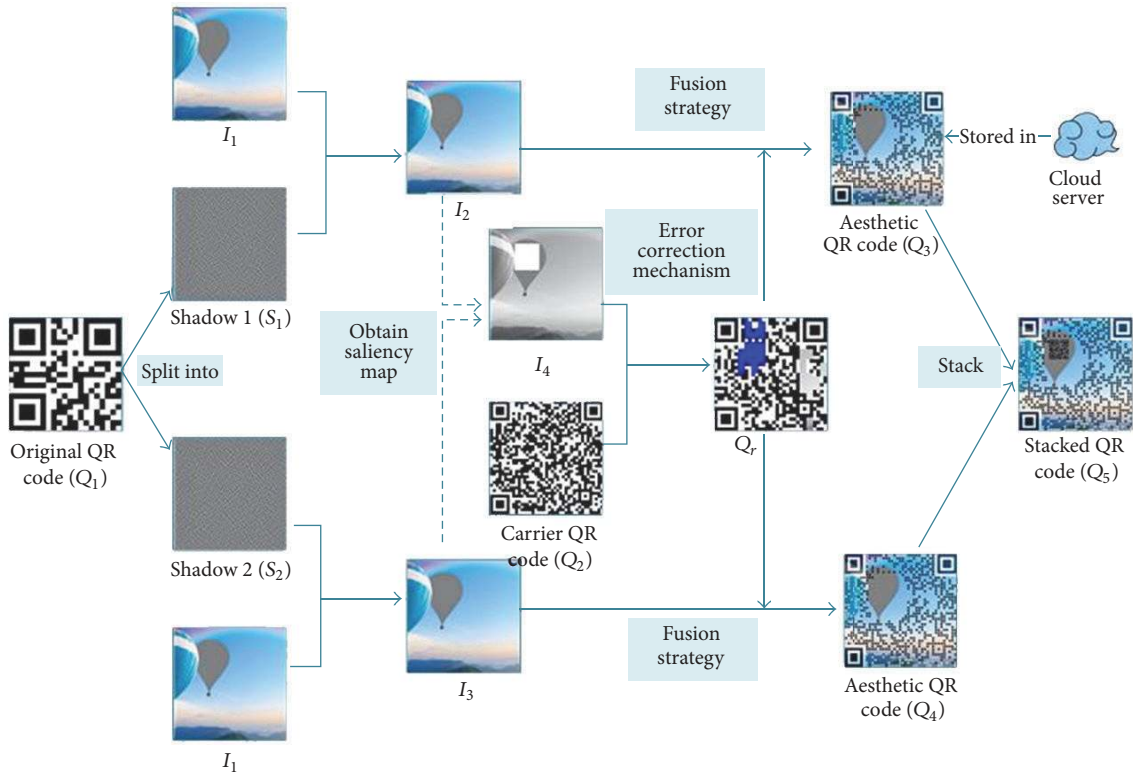 I1
Fusion
strategy
Stored in
Cloud
server
I2
Aesthetic
QR code (Q3)
Error
correction
mechanism
Shadow 1 (S1)
Obtain
saliency
map
I4
Split into
Stack
Original QR
code (Q1)
Qr
Stacked QR
code (Q5)
Carrier QR
code (Q2)
Shadow 2 (S2)
Fusion
strategy
I3
Aesthetic QR
code (Q4)
I1